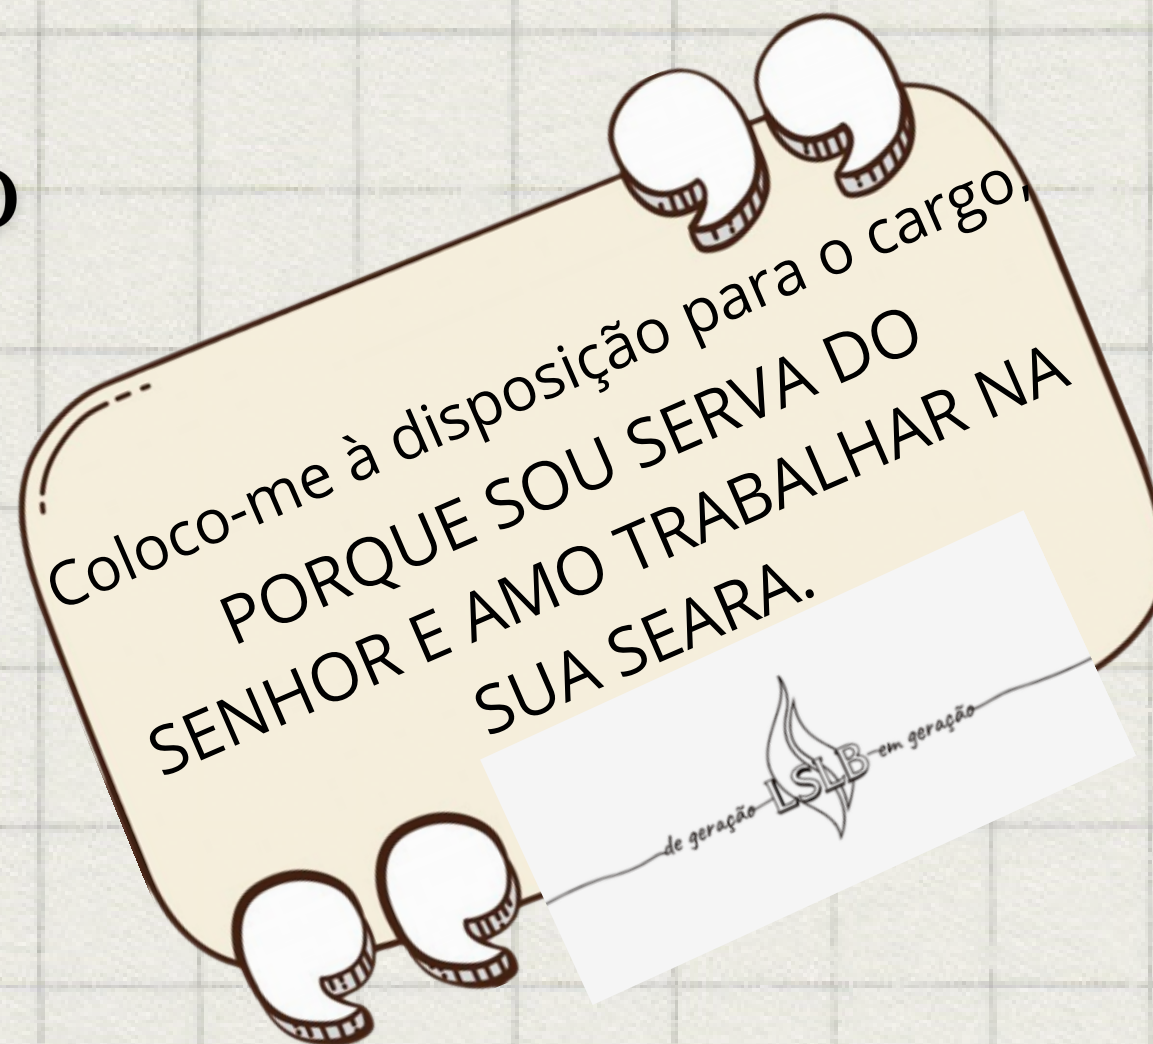 Coloco-me à disposição para o cargo,
PORQUE SOU SERVA DO
SENHOR E AMO TRABALHAR NA
SUA SEARA.
de geração LSLB em geração